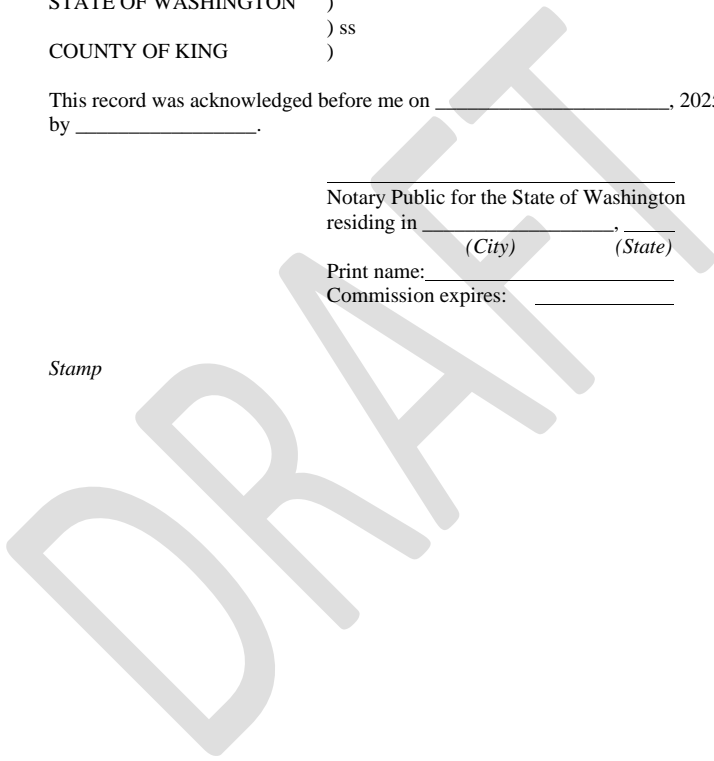 STATE OF WASHINGTON )
) ss
COUNTY OF KING )
This record was acknowledged before me on ______________________, 202
by _________________.
Notary Public for the State of Washington
residing in __________________, _____
(City) (State)
Print name:
Commission expires:
Stamp
DRAFT